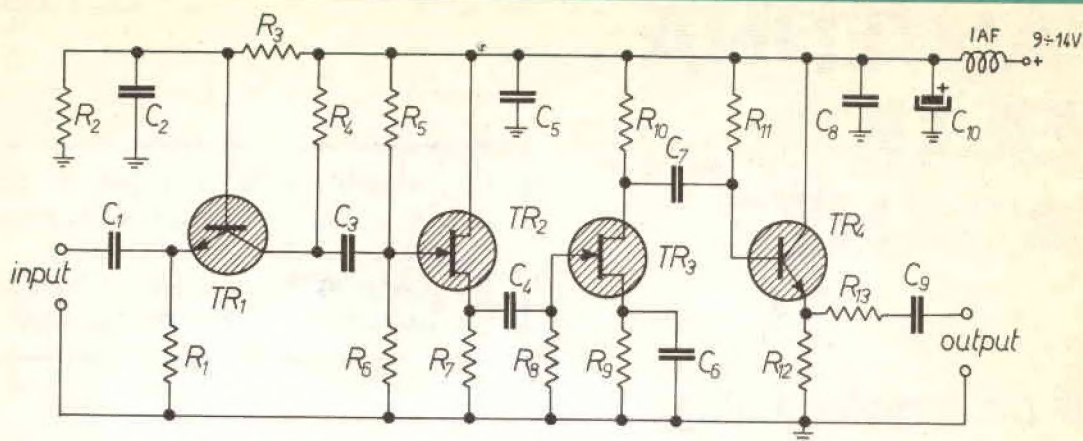 R3
1AF
9÷14V
+
R2
C2
R4
R5
C5
R10
R11
C7
C8
+
C10
C1
C3
TR2
TR3
TR4
input
TR1
C4
R13
C9
R1
R6
R7
R8
R9
C6
R12
output